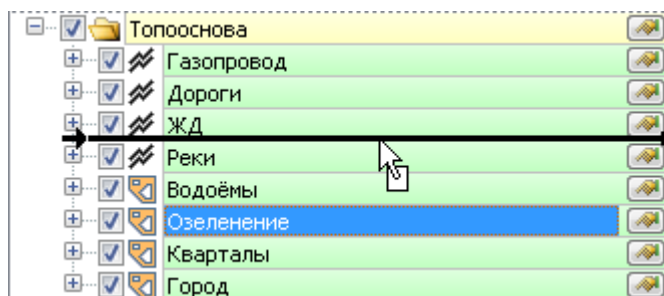 Топооснова
Газопровод
Дороги
ЖД
Реки
Водоёмы
Озеленение
Кварталы
Город